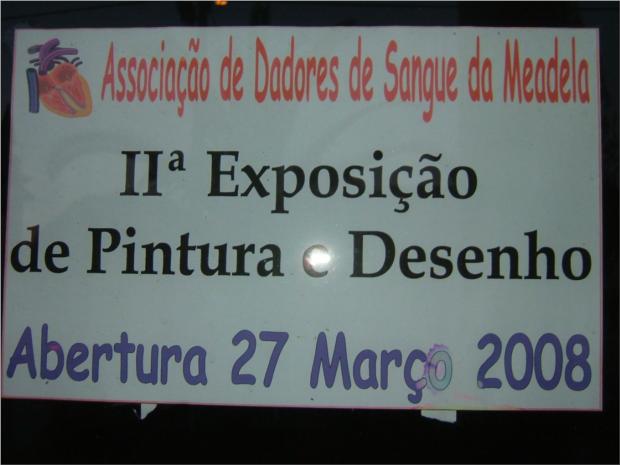 Associação de Dadores de Sangue da Meadela
IIª Exposição
de Pintura e Desenho
Abertura 27 Março 2008